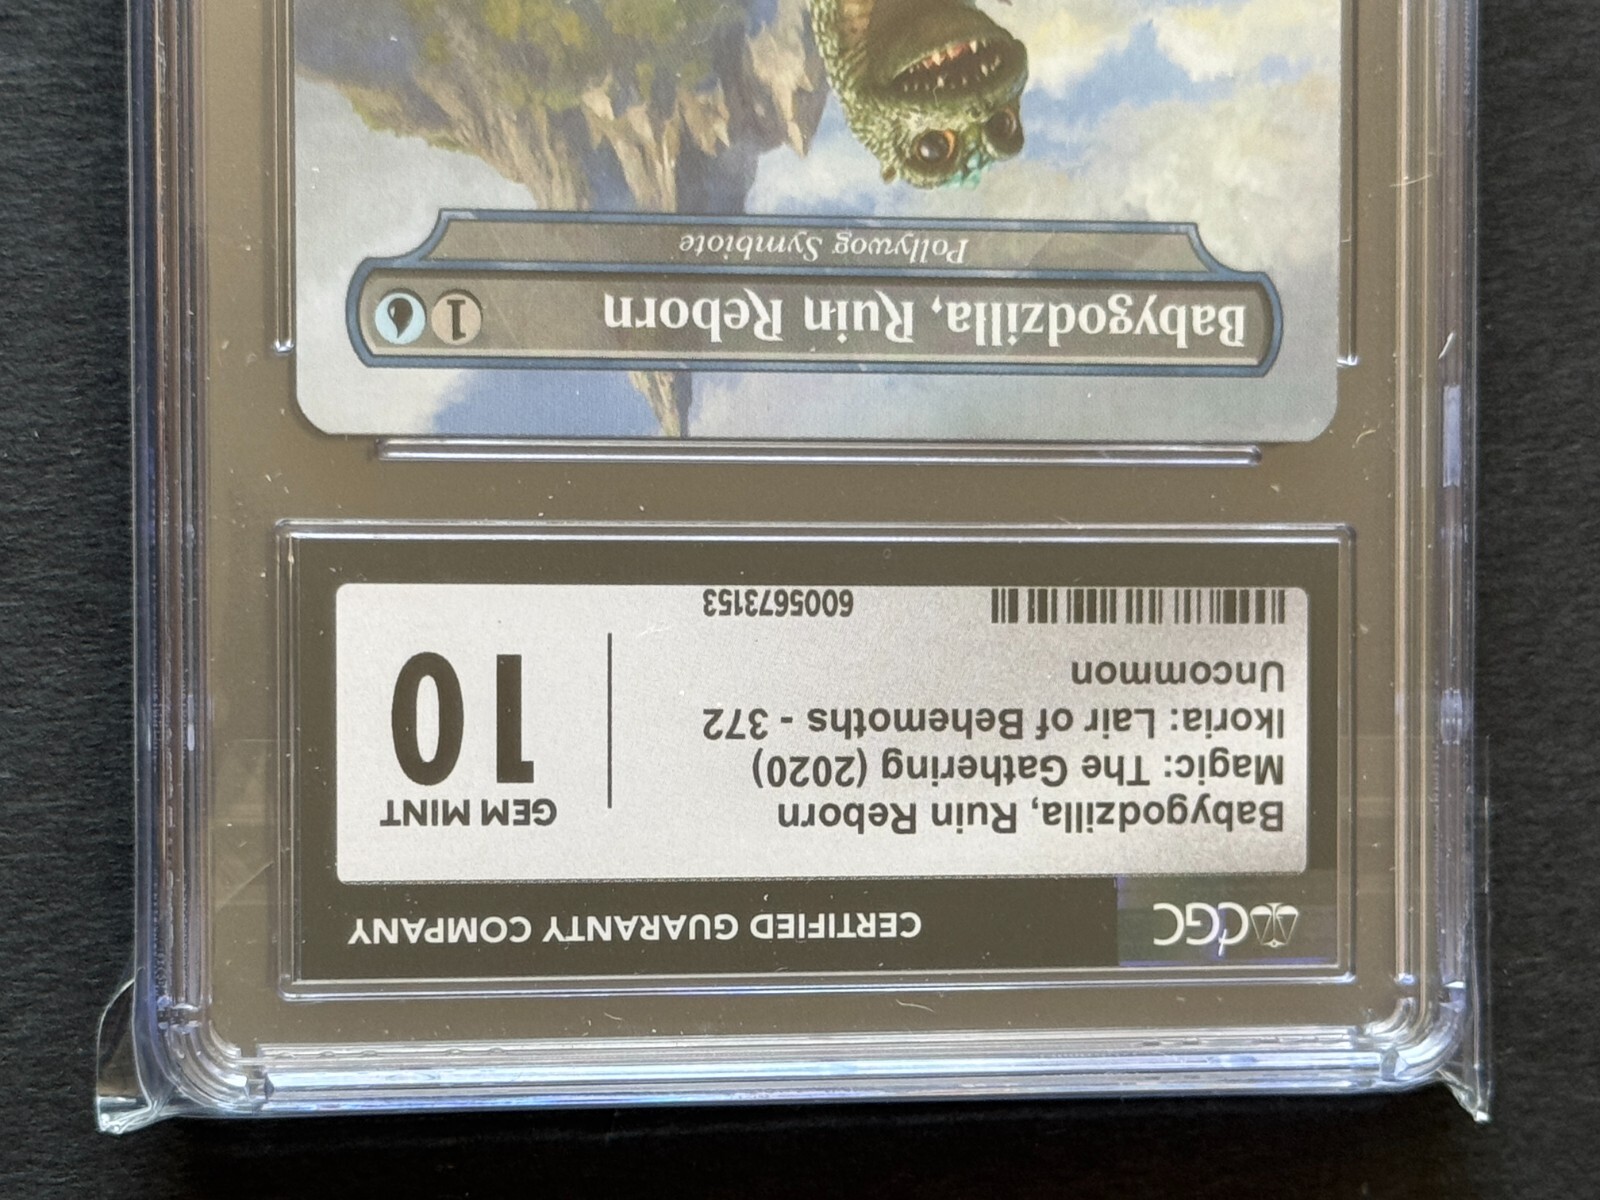 CGC CERTIFIED GUARANTY COMPANY
Babygodzilla, Ruin Reborn
Magic: The Gathering (2020)
Ikoria: Lair of Behemoths - 372
Uncommon
6005673153
GEM MINT
10
Babygodzilla, Ruin Reborn 1
Pollywog Symbiote